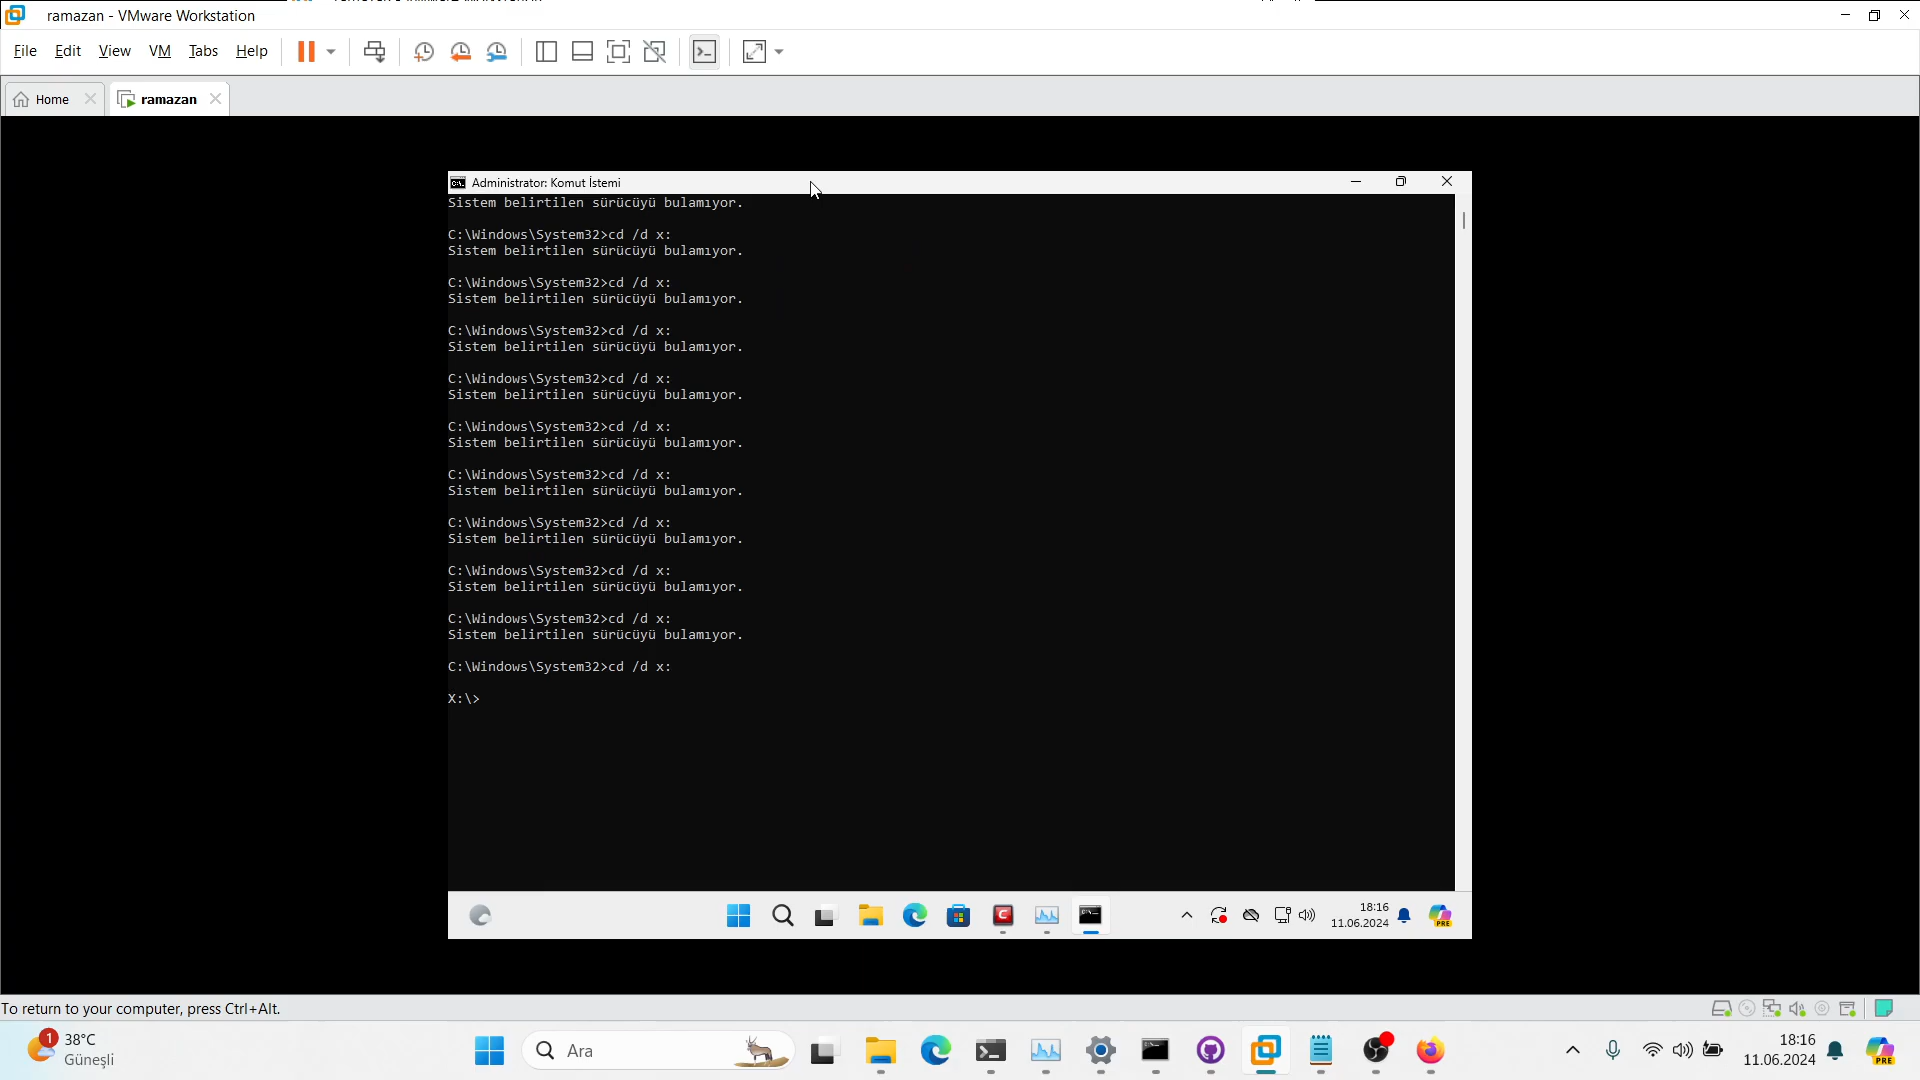 ramazan - VMware Workstation
File Edit View VM Tabs Help
Home ramazan
Administrator: Komut İstemi
Sistem belirtilen sürücüyü bulamıyor.
C:\Windows\System32>cd /d x:
Sistem belirtilen sürücüyü bulamıyor.
C:\Windows\System32>cd /d x:
Sistem belirtilen sürücüyü bulamıyor.
C:\Windows\System32>cd /d x:
Sistem belirtilen sürücüyü bulamıyor.
C:\Windows\System32>cd /d x:
Sistem belirtilen sürücüyü bulamıyor.
C:\Windows\System32>cd /d x:
Sistem belirtilen sürücüyü bulamıyor.
C:\Windows\System32>cd /d x:
Sistem belirtilen sürücüyü bulamıyor.
C:\Windows\System32>cd /d x:
Sistem belirtilen sürücüyü bulamıyor.
C:\Windows\System32>cd /d x:
Sistem belirtilen sürücüyü bulamıyor.
C:\Windows\System32>cd /d x:
Sistem belirtilen sürücüyü bulamıyor.
C:\Windows\System32>cd /d x:
X:\>
18:16
11.06.2024
PRE
To return to your computer, press Ctrl+Alt.
1
38°C
Güneşli
Ara
18:16
11.06.2024
PRE